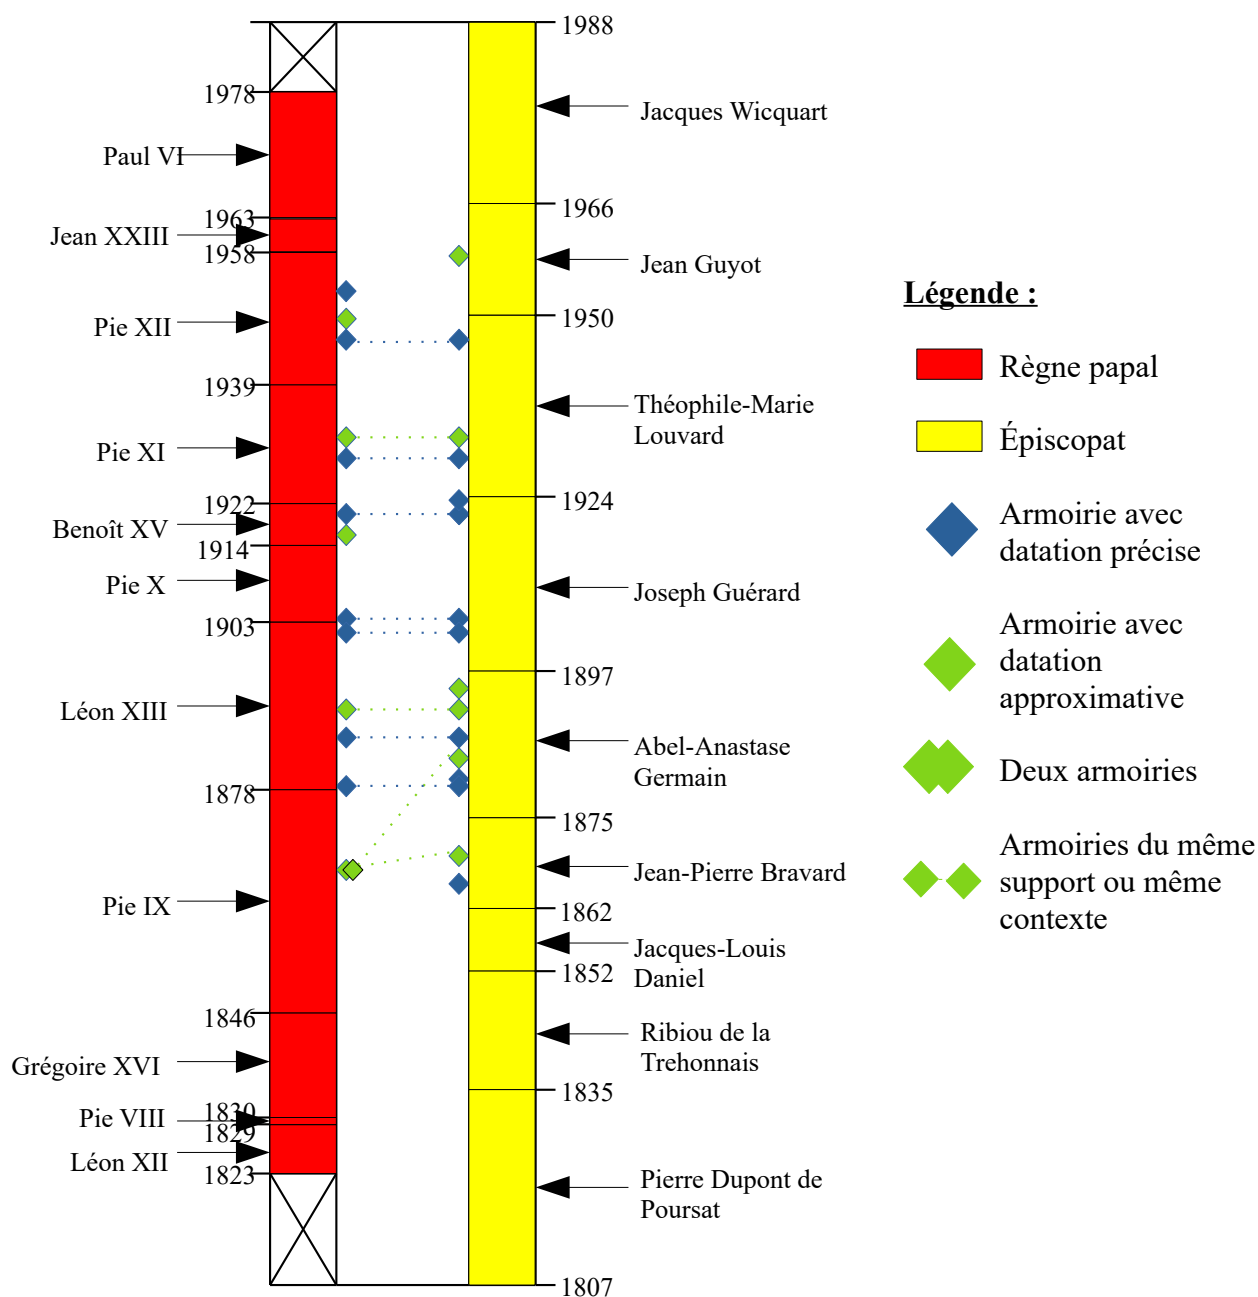 1988
1978
Jacques Wicquart
Paul VI
1966
1963
Jean XXIII
1958
Jean Guyot
Pie XII
1950
1939
Théophile-Marie
Louvard
Pie XI
1922
1924
Benoît XV
1914
Pie X
Joseph Guérard
1903
1897
Léon XIII
Abel-Anastase
Germain
1878
1875
Jean-Pierre Bravard
Pie IX
1862
Jacques-Louis
Daniel
1852
1846
Ribiou de la
Trehonnais
Grégoire XVI
1835
1830
Pie VIII
1829
Léon XII
1823
Pierre Dupont de
Poursat
1807
Légende :
Règne papal
Épiscopat
Armoirie avec
datation précise
Armoirie avec
datation
approximative
Deux armoiries
Armoiries du même
support ou même
contexte